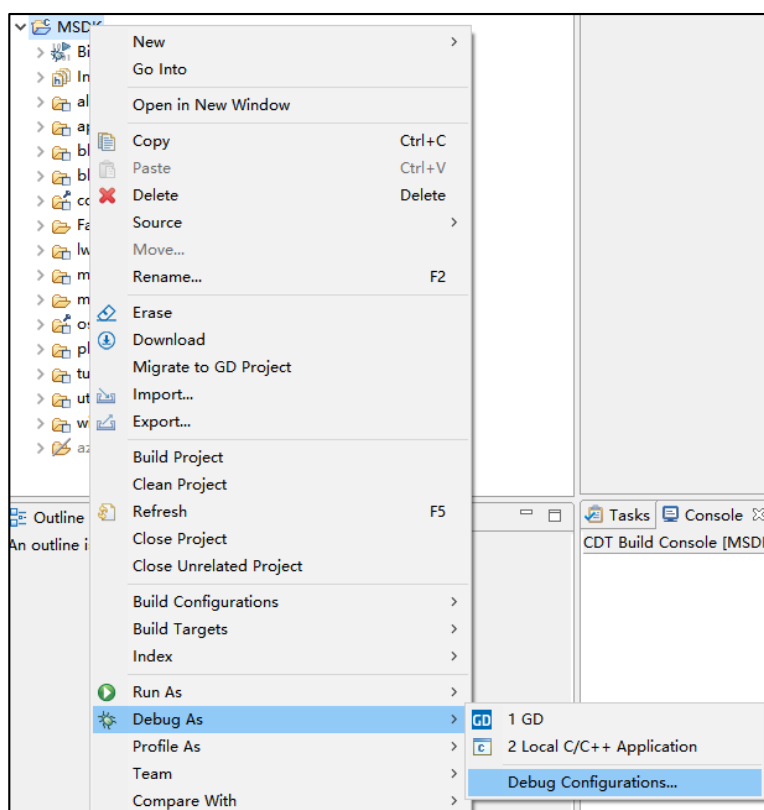 MSDK
New
Go Into
Open in New Window
Copy Ctrl+C
Paste Ctrl+V
Delete Delete
Source
Move...
Rename... F2
Erase
Download
Migrate to GD Project
Import...
Export...
Build Project
Clean Project
Refresh F5
Close Project
Close Unrelated Project
Build Configurations
Build Targets
Index
Run As
Debug As
Profile As
Team
Compare With
Outline
An outline i
Tasks
Console
CDT Build Console [MSD
GD 1 GD
c 2 Local C/C++ Application
Debug Configurations...